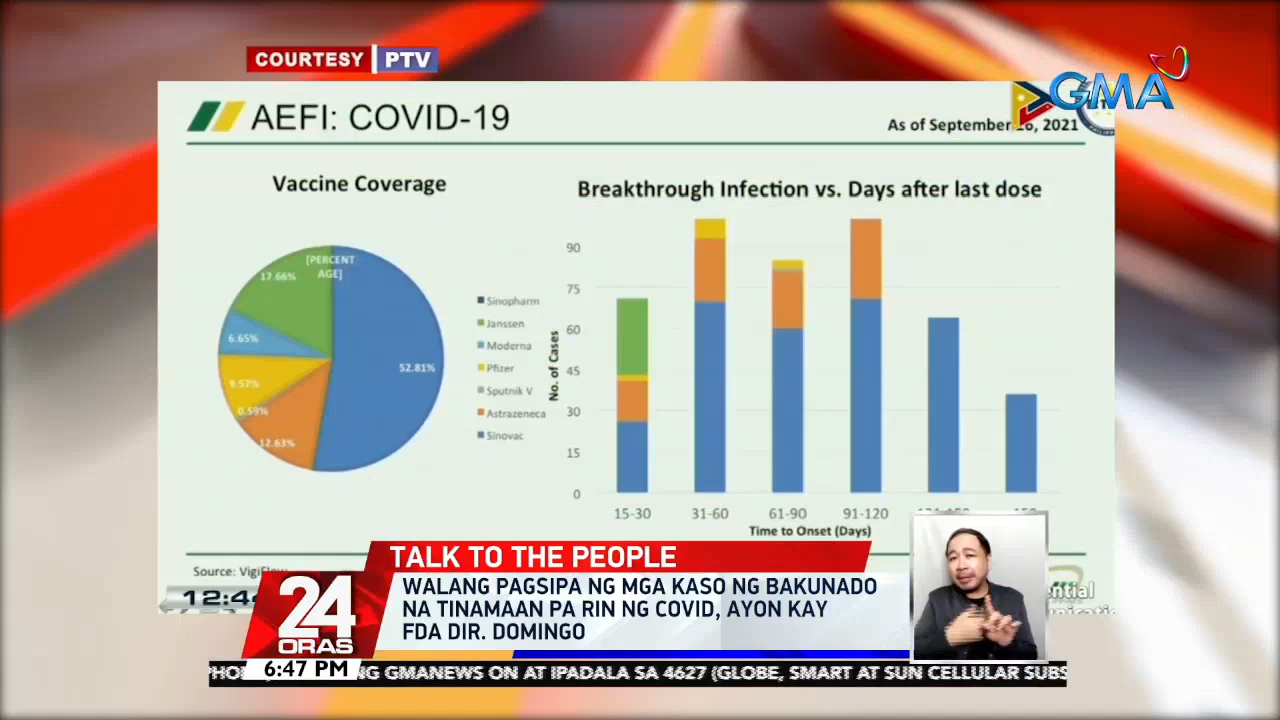 COURTESY PTV
GMA
AEFI: COVID-19
As of September 26, 2021
Vaccine Coverage
Breakthrough Infection vs. Days after last dose
[PERCENT
AGE]
17.66%
6.65%
9.57%
0.59%
12.63%
52.81%
Sinopharm
Janssen
Moderna
Pfizer
Sputnik V
Astrazeneca
Sinovac
No. of Cases
90
75
60
45
30
15
0
15-30 31-60 61-90 91-120
Time to Onset (Days)
Source: VigiFlow
TALK TO THE PEOPLE
WALANG PAGSIPA NG MGA KASO NG BAKUNADO
NA TINAMAAN PA RIN NG COVID, AYON KAY
FDA DIR. DOMINGO
24
ORAS
6:47 PM
NG GMANEWS ON AT IPADALA SA 4627 (GLOBE, SMART AT SUN CELLULAR SUBS